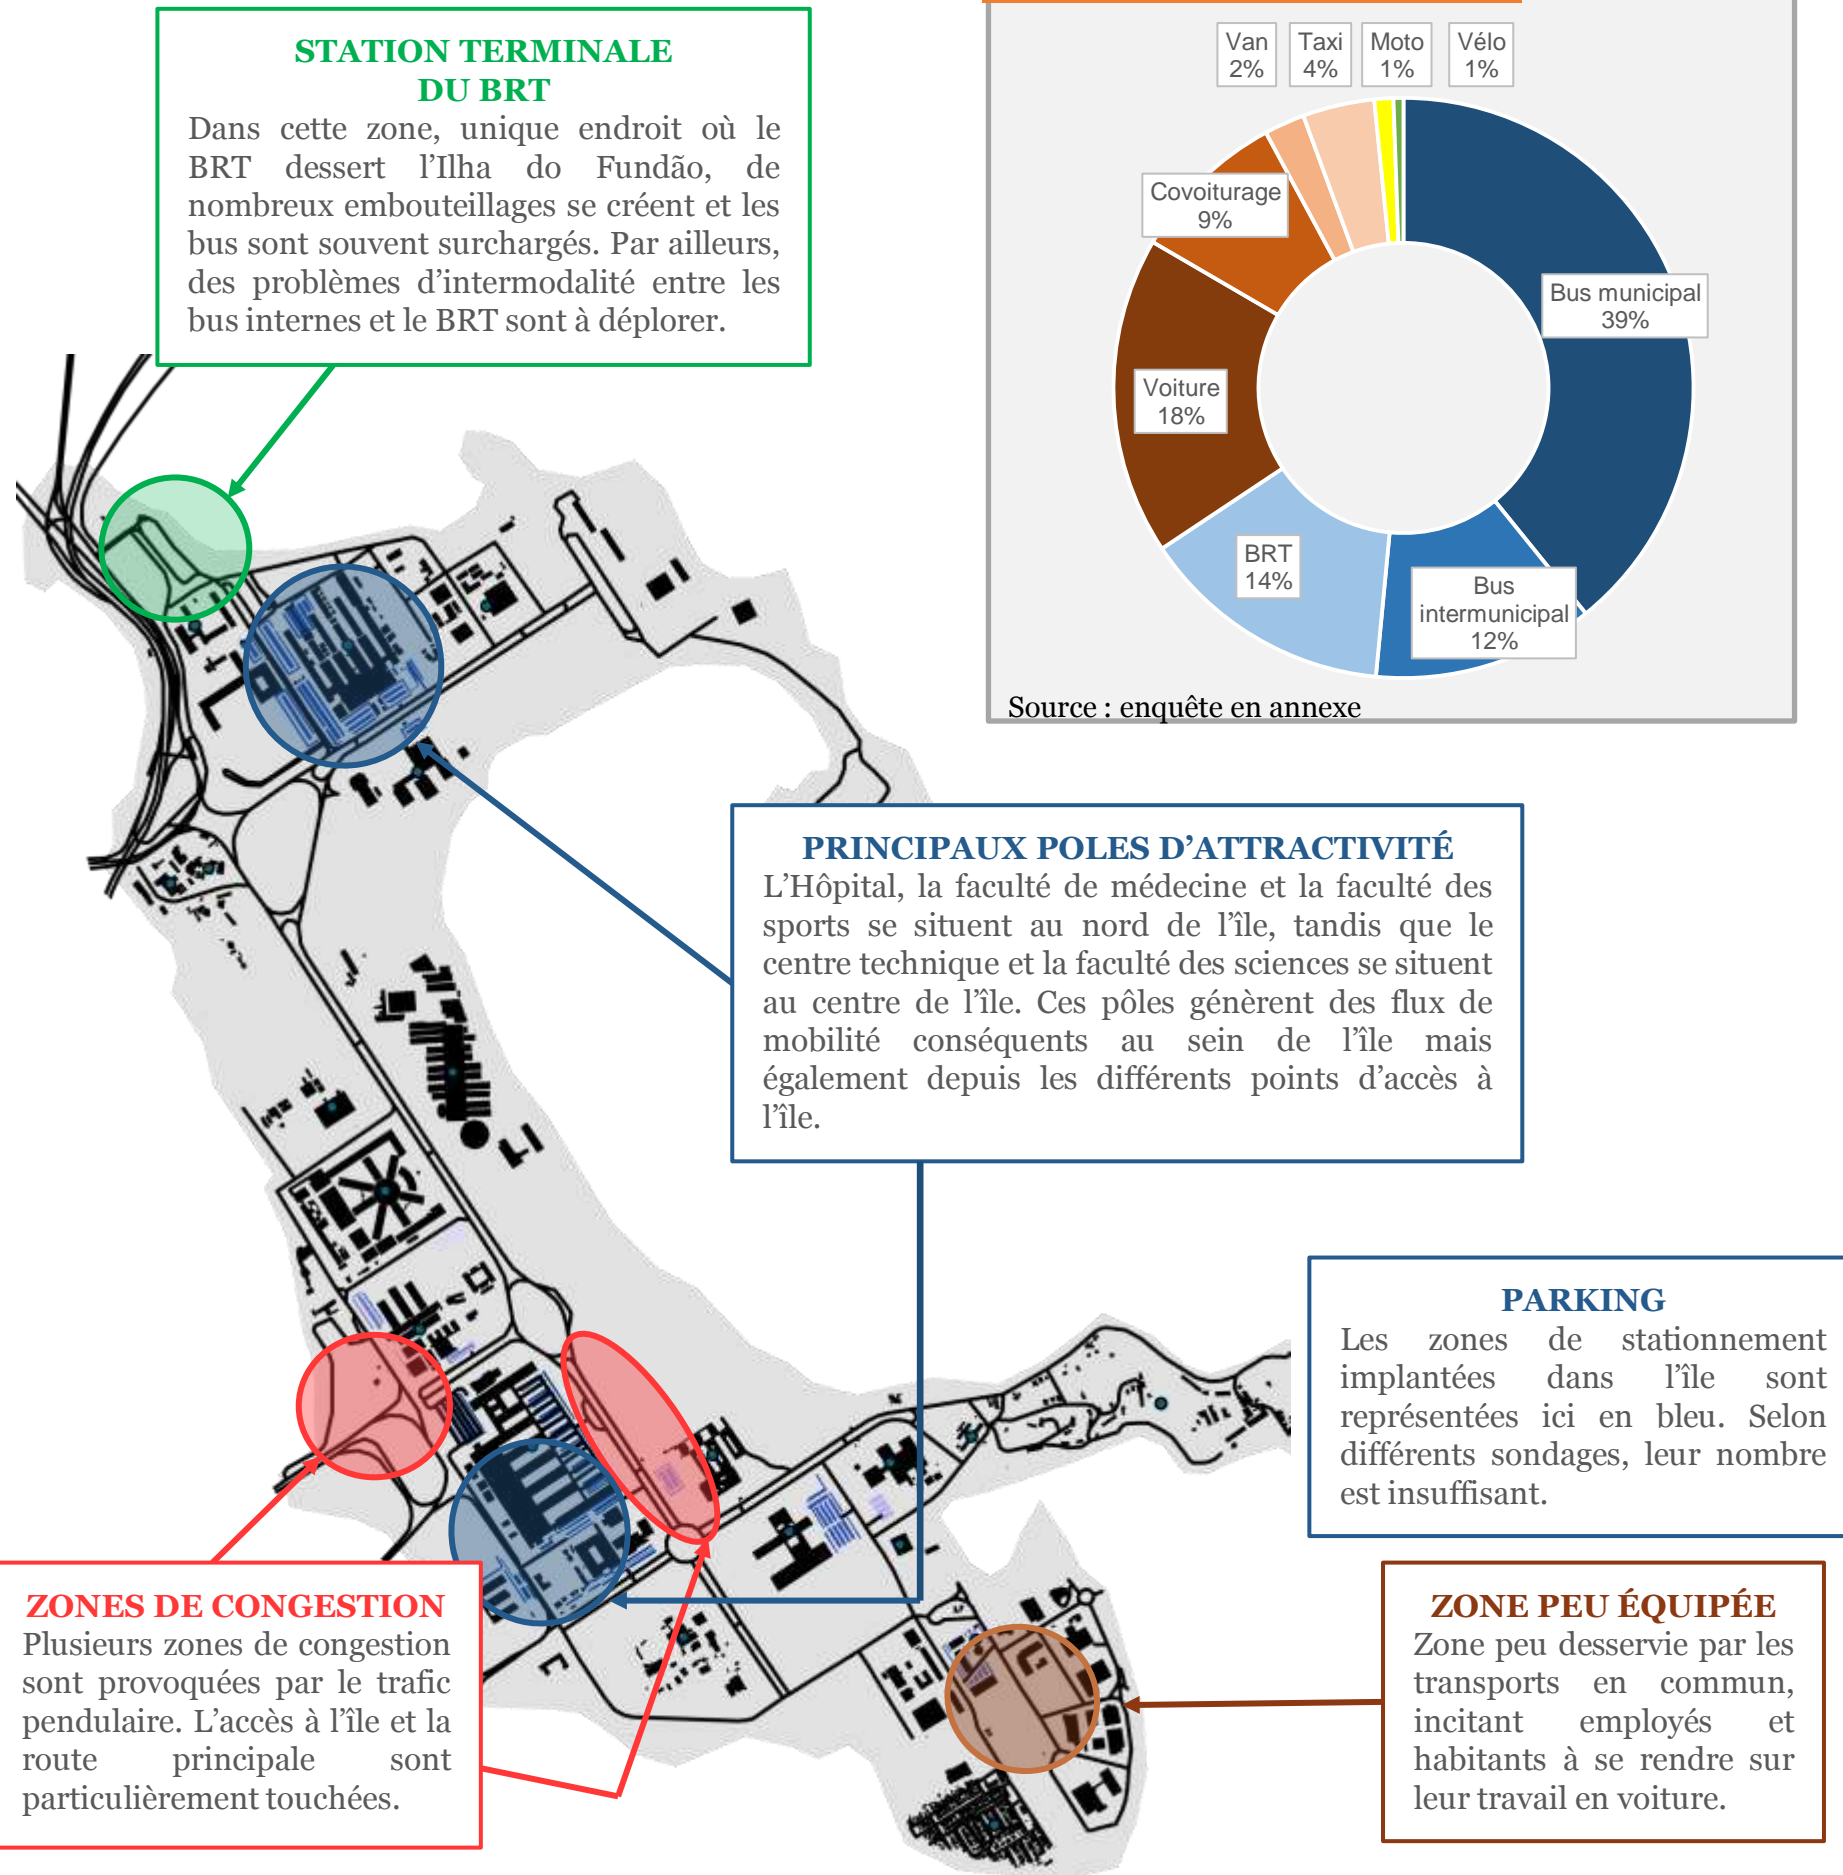 STATION TERMINALE
DU BRT
Dans cette zone, unique endroit où le
BRT dessert l’Ilha do Fundão, de
nombreux embouteillages se créent et les
bus sont souvent surchargés. Par ailleurs,
des problèmes d’intermodalité entre les
bus internes et le BRT sont à déplorer.
Van
2%
Taxi
4%
Moto
1%
Vélo
1%
Covoiturage
9%
Bus municipal
39%
Voiture
18%
BRT
14%
Bus
intermunicipal
12%
Source : enquête en annexe
PRINCIPAUX POLES D’ATTRACTIVITÉ
L’Hôpital, la faculté de médecine et la faculté des
sports se situent au nord de l’île, tandis que le
centre technique et la faculté des sciences se situent
au centre de l’île. Ces pôles génèrent des flux de
mobilité conséquents au sein de l’île mais
également depuis les différents points d’accès à
l’île.
PARKING
Les zones de stationnement
implantées dans l’île sont
représentées ici en bleu. Selon
différents sondages, leur nombre
est insuffisant.
ZONES DE CONGESTION
Plusieurs zones de congestion
sont provoquées par le trafic
pendulaire. L’accès à l’île et la
route principale sont
particulièrement touchées.
ZONE PEU ÉQUIPÉE
Zone peu desservie par les
transports en commun,
incitant employés et
habitants à se rendre sur
leur travail en voiture.